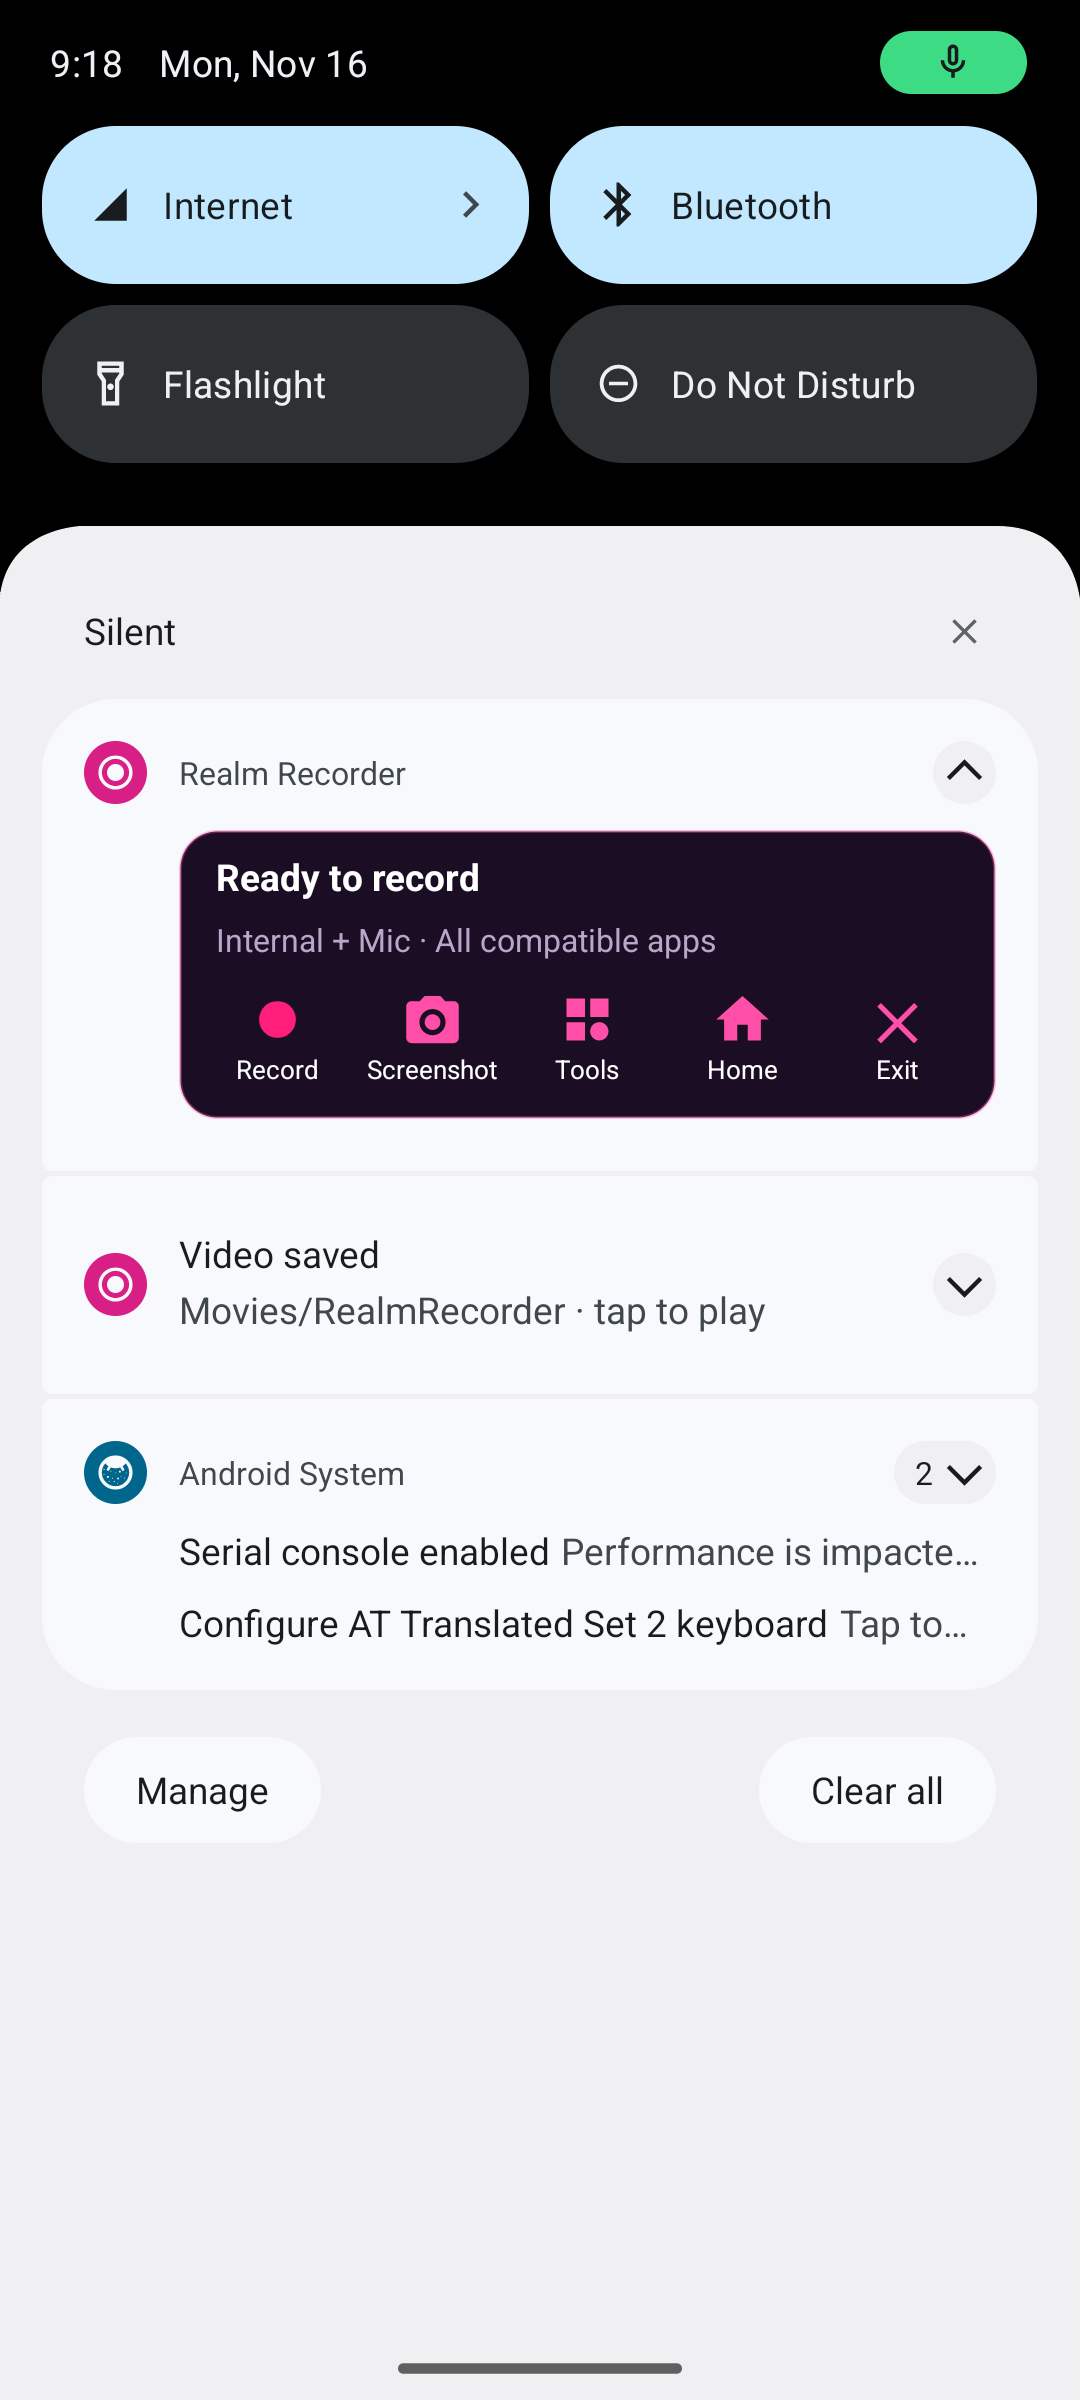 9:18 Mon, Nov 16
Internet
Bluetooth
Flashlight
Do Not Disturb
Silent
Realm Recorder
Ready to record
Internal + Mic · All compatible apps
Record Screenshot Tools Home Exit
Video saved
Movies/RealmRecorder · tap to play
Android System 2
Serial console enabled Performance is impacte…
Configure AT Translated Set 2 keyboard Tap to…
Manage
Clear all